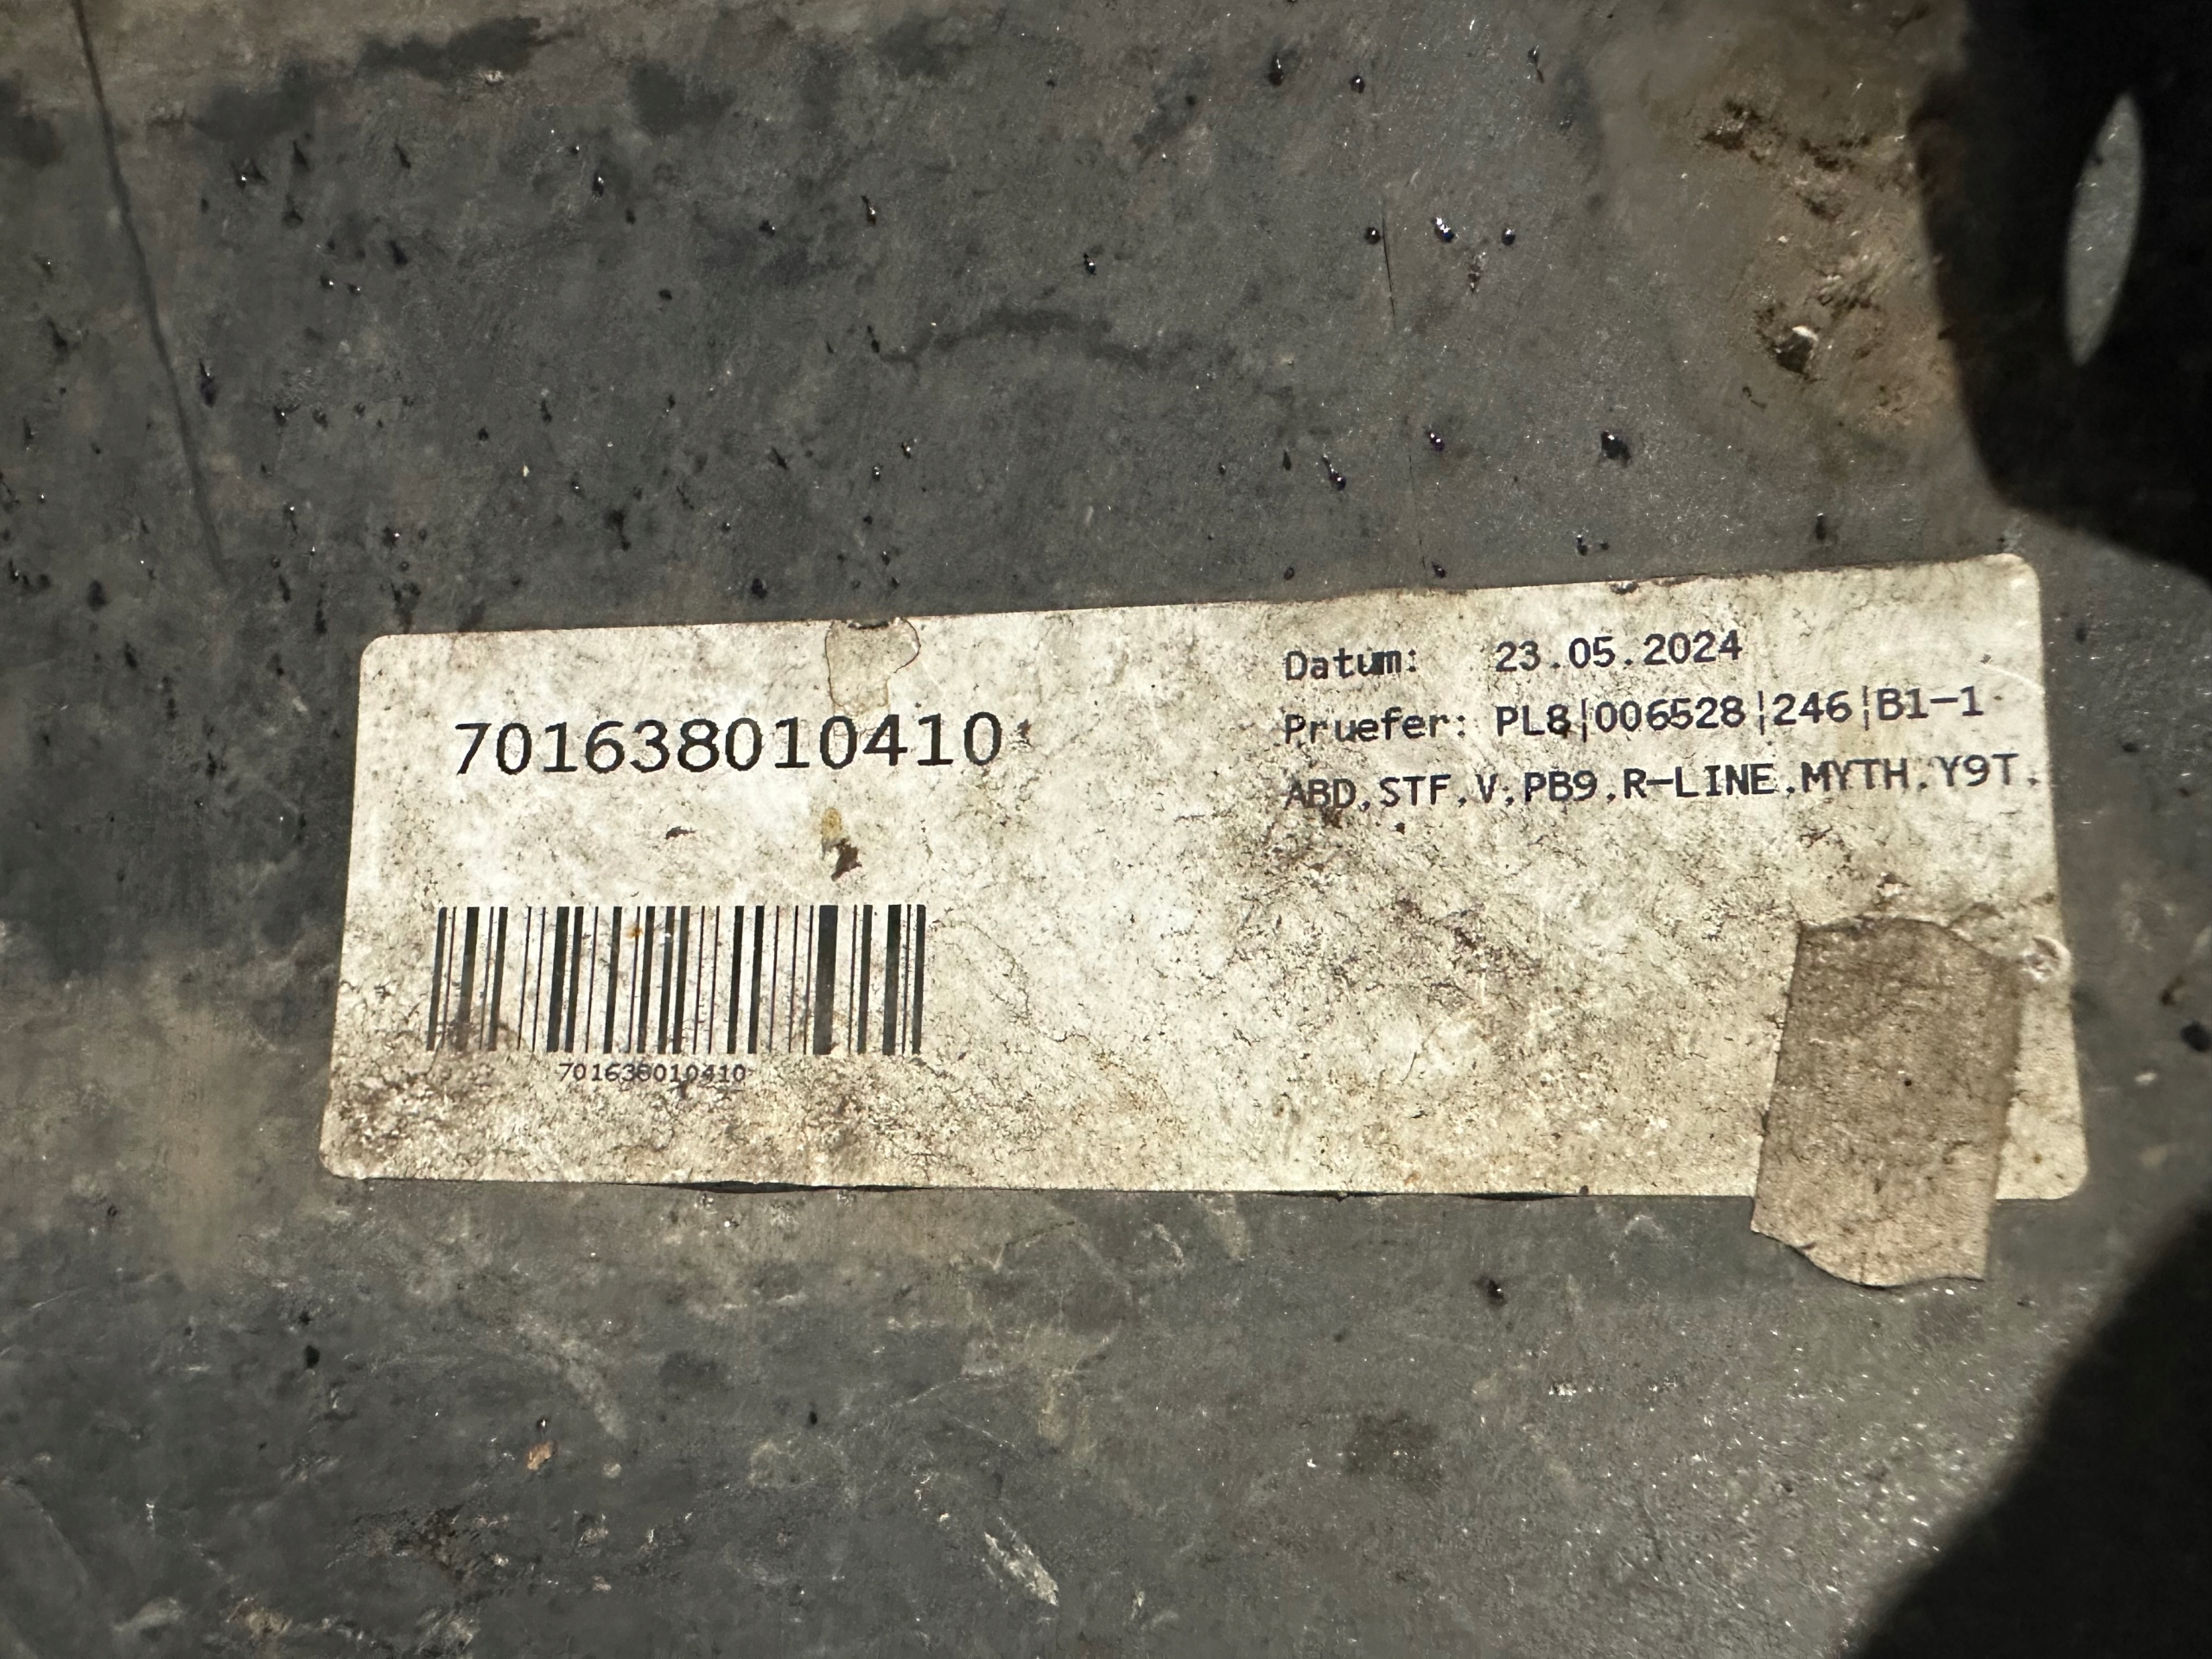 Datum: 23.05.2024
701638010410
Pruefer: PL8|006528|246|B1-1
ABD,STF,V,PB9,R-LINE,MYTH,Y9T,
701638010410